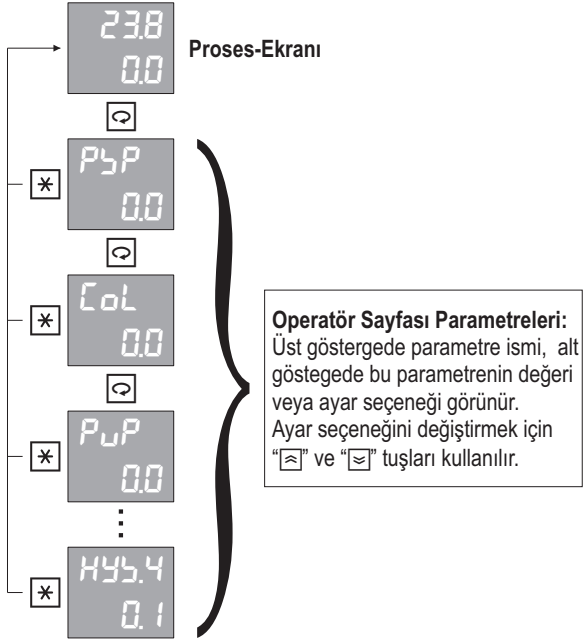 23.8
0.0
Proses-Ekranı
PSP
0.0
CoL
0.0
PuP
0.0
HYS.4
0.1
Operatör Sayfası Parametreleri:
Üst göstergede parametre ismi, alt
göstegede bu parametrenin değeri
veya ayar seçeneği görünür.
Ayar seçeneğini değiştirmek için
“” ve “” tuşları kullanılır.